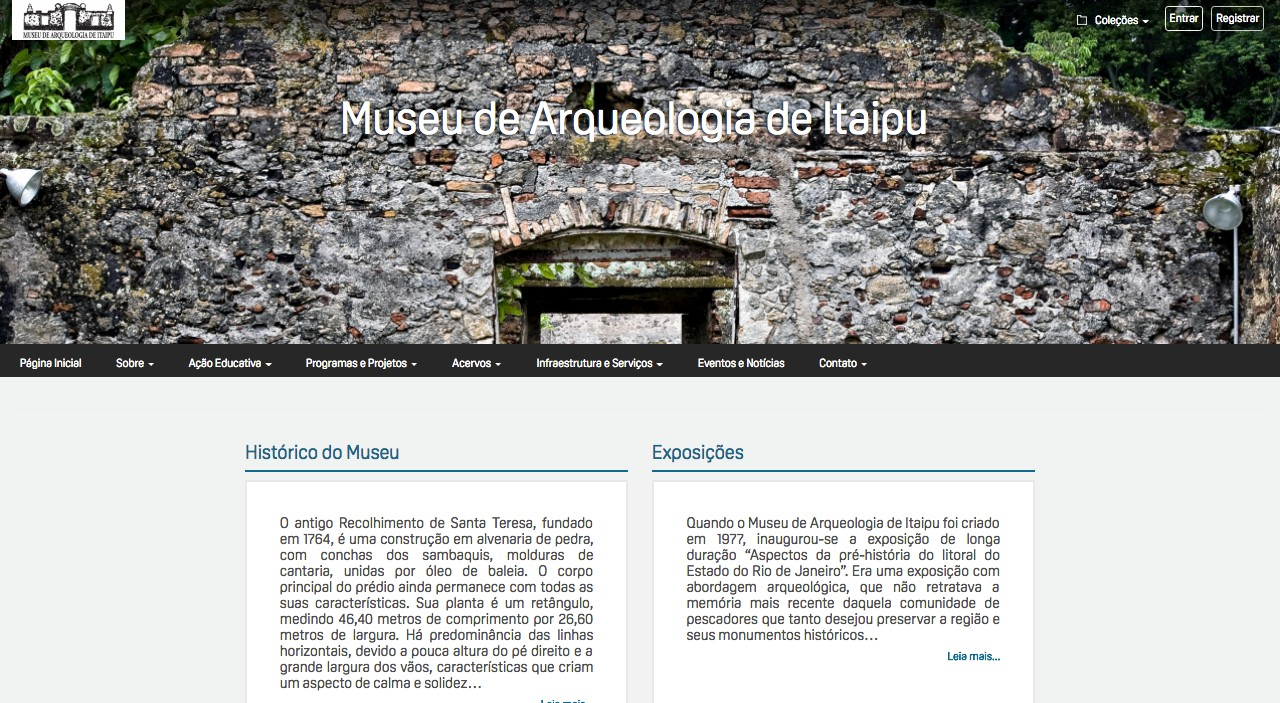 MUSEU DE ARQUEOLOGIA DE ITAIPU
Coleções
Entrar
Registrar
Museu de Arqueologia de Itaipu
Página Inicial
Sobre
Ação Educativa
Programas e Projetos
Acervos
Infraestrutura e Serviços
Eventos e Notícias
Contato
Histórico do Museu
O antigo Recolhimento de Santa Teresa, fundado
em 1764, é uma construção em alvenaria de pedra,
com conchas dos sambaquis, molduras de
cantaria, unidas por óleo de baleia. O corpo
principal do prédio ainda permanece com todas as
suas características. Sua planta é um retângulo,
medindo 46,40 metros de comprimento por 26,60
metros de largura. Há predominância das linhas
horizontais, devido a pouca altura do pé direito e a
grande largura dos vãos, características que criam
um aspecto de calma e solidez…
Leia mais...
Exposições
Quando o Museu de Arqueologia de Itaipu foi criado
em 1977, inaugurou-se a exposição de longa
duração “Aspectos da pré-história do litoral do
Estado do Rio de Janeiro”. Era uma exposição com
abordagem arqueológica, que não retratava a
memória mais recente daquela comunidade de
pescadores que tanto desejou preservar a região e
seus monumentos históricos…
Leia mais...